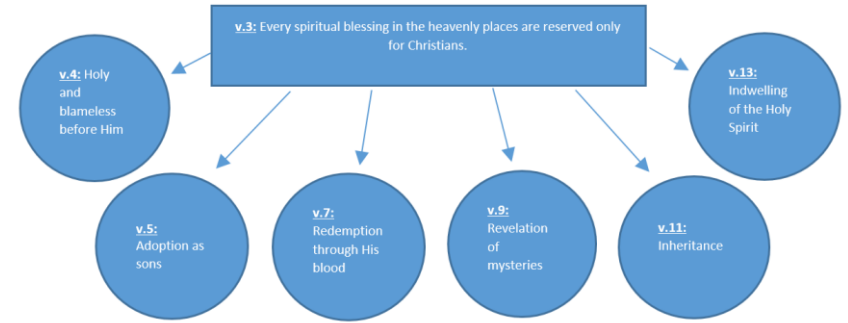 v.3: Every spiritual blessing in the heavenly places are reserved only
for Christians.
v.4: Holy
and
blameless
before Him
v.5:
Adoption as
sons
v.7:
Redemption
through His
blood
v.9:
Revelation
of
mysteries
v.11:
Inheritance
v.13:
Indwelling
of the Holy
Spirit